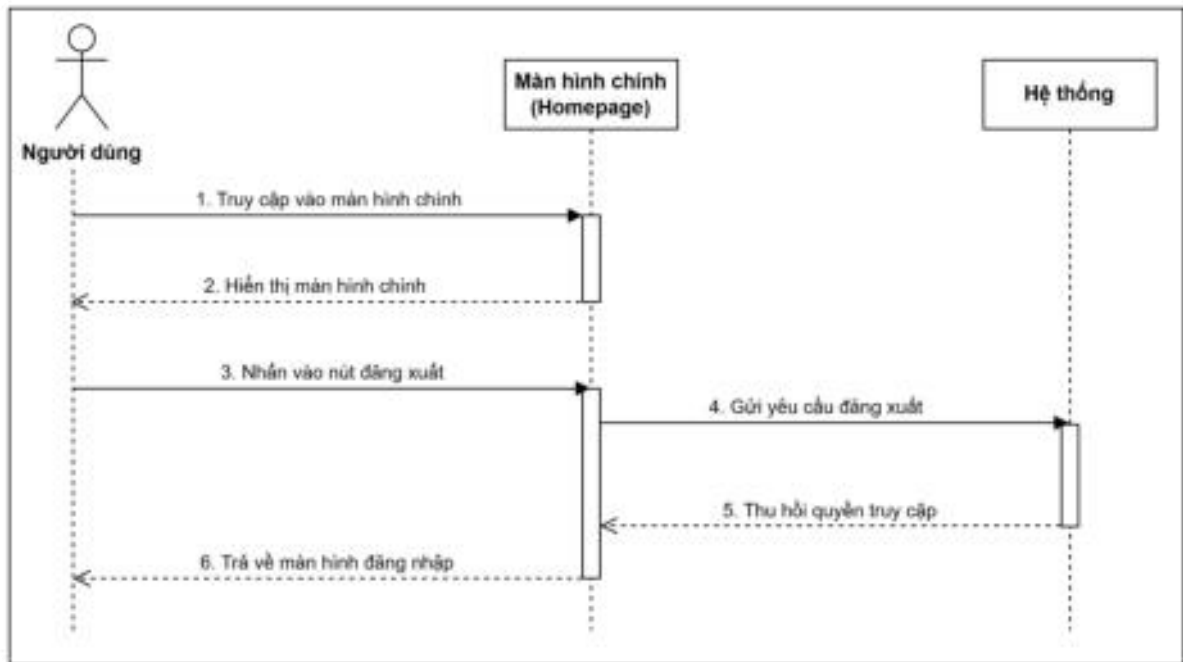 Màn hình chính
(Homepage)
Hệ thống
Người dùng
1. Truy cập vào màn hình chính
2. Hiển thị màn hình chính
3. Nhấn vào nút đăng xuất
4. Gửi yêu cầu đăng xuất
5. Thu hồi quyền truy cập
6. Trả về màn hình đăng nhập